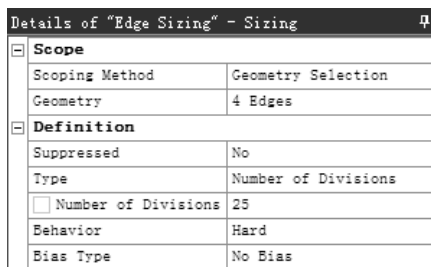 Details of "Edge Sizing" - Sizing
Scope
Scoping Method Geometry Selection
Geometry 4 Edges
Definition
Suppressed No
Type Number of Divisions
Number of Divisions 25
Behavior Hard
Bias Type No Bias